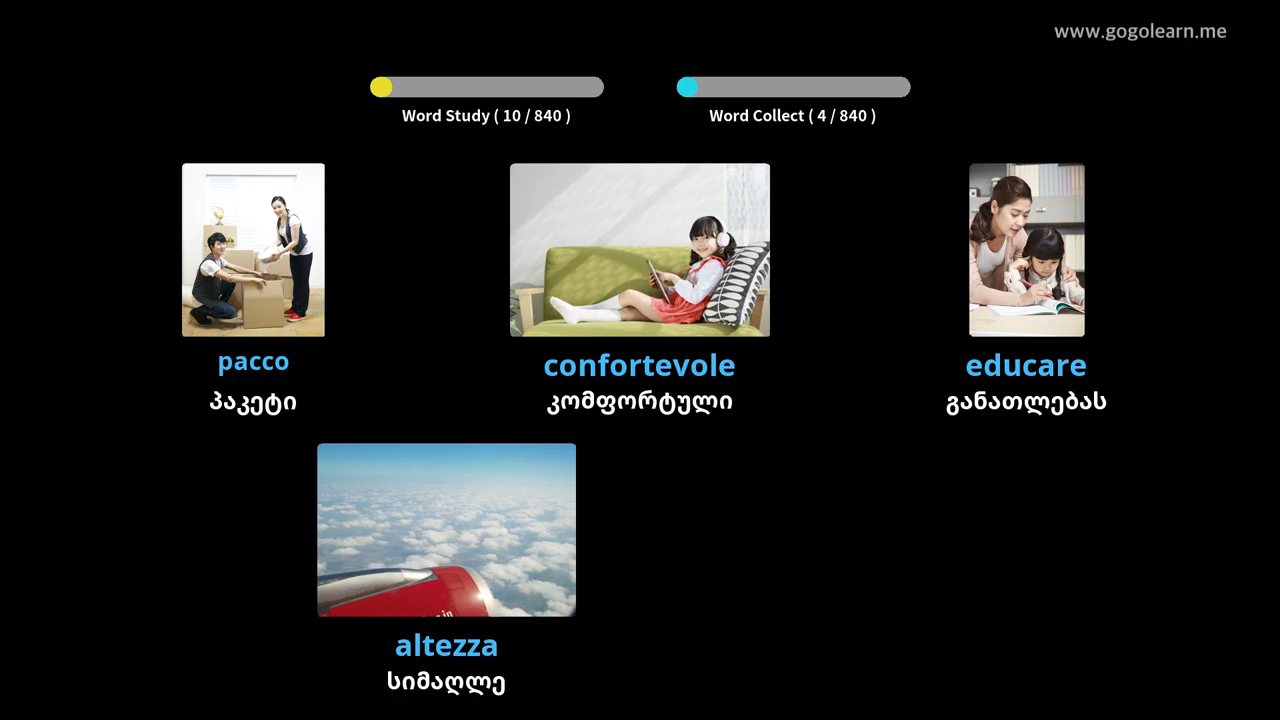 www.gogolearn.me
Word Study ( 10 / 840 )
Word Collect ( 4 / 840 )
pacco
პაკეტი
confortevole
კომფორტული
educare
განათლებას
altezza
სიმაღლე